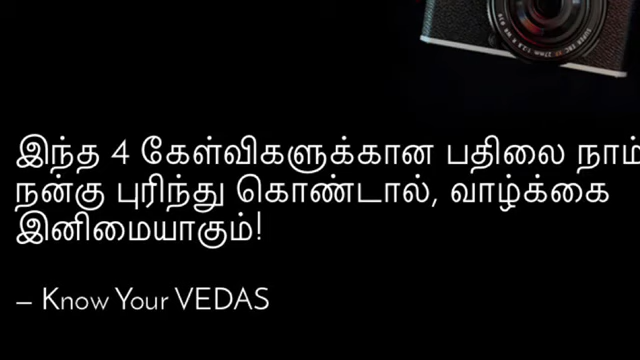 இந்த 4 கேள்விகளுக்கான பதிலை நாம்
நன்கு புரிந்து கொண்டால், வாழ்க்கை
இனிமையாகும்!
– Know Your VEDAS